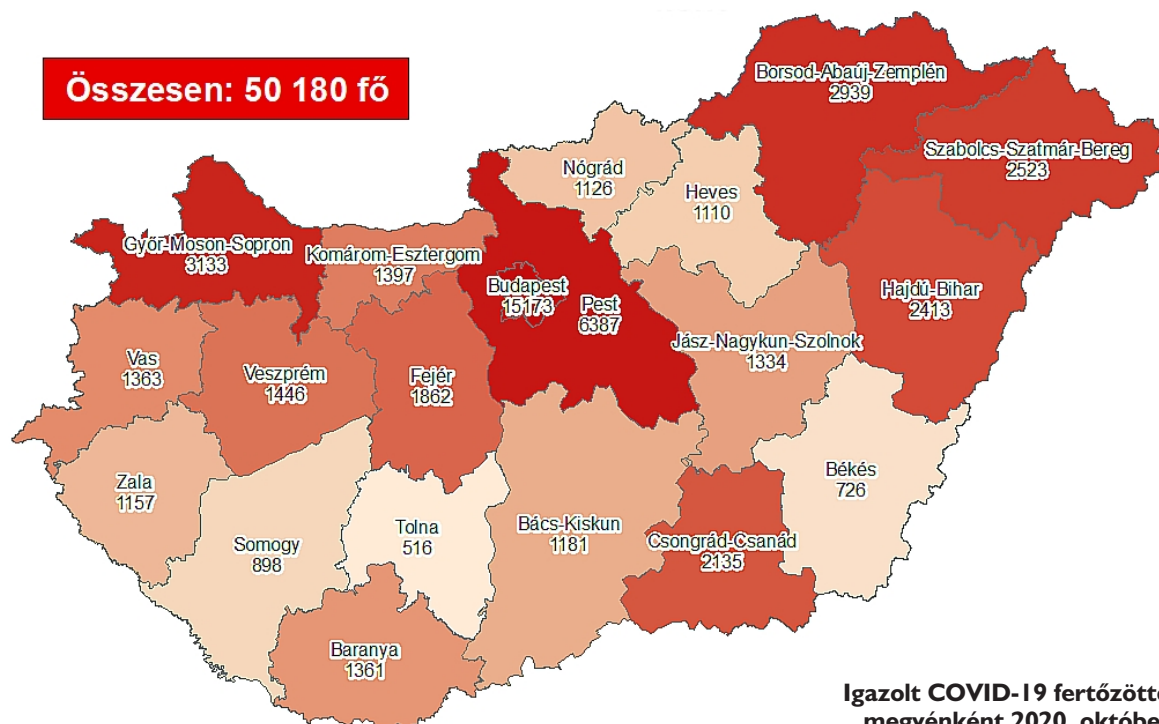 Összesen: 50 180 fő
Borsod-Abaúj-Zemplén
2939
Szabolcs-Szatmár-Bereg
2523
Nógrád
1126
Heves
1110
Győr-Moson-Sopron
3133
Komárom-Esztergom
1397
Budapest
15173
Pest
6387
Hajdú-Bihar
2413
Jász-Nagykun-Szolnok
1334
Vas
1363
Veszprém
1446
Fejér
1862
Békés
726
Zala
1157
Tolna
516
Bács-Kiskun
1181
Csongrád-Csanád
2135
Somogy
898
Baranya
1361
Igazolt COVID-19
megyénként 2020.